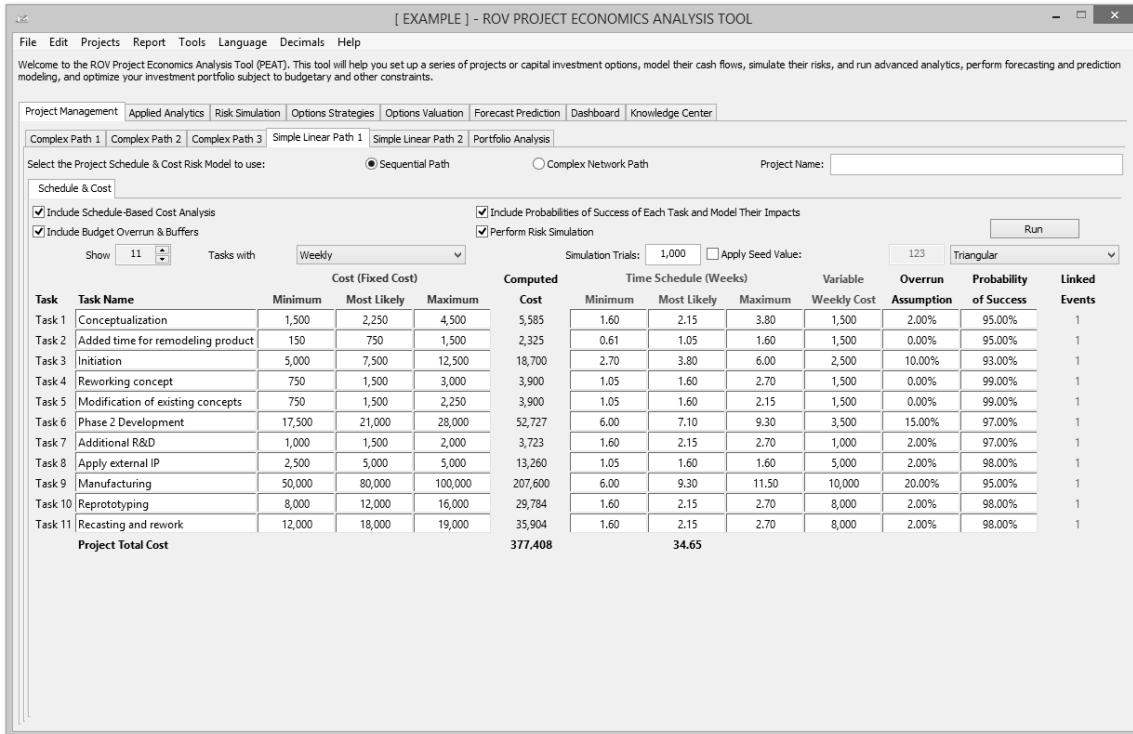 [ EXAMPLE ] - ROV PROJECT ECONOMICS ANALYSIS TOOL
File Edit Projects Report Tools Language Decimals Help
Welcome to the ROV Project Economics Analysis Tool (PEAT). This tool will help you set up a series of projects or capital investment options, model their cash flows, simulate their risks, and run advanced analytics, perform forecasting and prediction
modeling, and optimize your investment portfolio subject to budgetary and other constraints.
Project Management Applied Analytics Risk Simulation Options Strategies Options Valuation Forecast Prediction Dashboard Knowledge Center
Complex Path 1 Complex Path 2 Complex Path 3 Simple Linear Path 1 Simple Linear Path 2 Portfolio Analysis
Select the Project Schedule & Cost Risk Model to use: Sequential Path Complex Network Path Project Name:
Schedule & Cost
Include Schedule-Based Cost Analysis Include Probabilities of Success of Each Task and Model Their Impacts
Include Budget Overrun & Buffers Perform Risk Simulation Run
Show 11 Tasks with Weekly Simulation Trials: 1,000 Apply Seed Value: 123 Triangular
Cost (Fixed Cost) Computed Time Schedule (Weeks) Variable Overrun Probability Linked
Task Task Name Minimum Most Likely Maximum Cost Minimum Most Likely Maximum Weekly Cost Assumption of Success Events
Task 1 Conceptualization 1,500 2,250 4,500 5,585 1.60 2.15 3.80 1,500 2.00% 95.00% 1
Task 2 Added time for remodeling product 150 750 1,500 2,325 0.61 1.05 1.60 1,500 0.00% 95.00% 1
Task 3 Initiation 5,000 7,500 12,500 18,700 2.70 3.80 6.00 2,500 10.00% 93.00% 1
Task 4 Reworking concept 750 1,500 3,000 3,900 1.05 1.60 2.70 1,500 0.00% 99.00% 1
Task 5 Modification of existing concepts 750 1,500 2,250 3,900 1.05 1.60 2.15 1,500 0.00% 99.00% 1
Task 6 Phase 2 Development 17,500 21,000 28,000 52,727 6.00 7.10 9.30 3,500 15.00% 97.00% 1
Task 7 Additional R&D 1,000 1,500 2,000 3,723 1.60 2.15 2.70 1,000 2.00% 97.00% 1
Task 8 Apply external IP 2,500 5,000 5,000 13,260 1.05 1.60 1.60 5,000 2.00% 98.00% 1
Task 9 Manufacturing 50,000 80,000 100,000 207,600 6.00 9.30 11.50 10,000 20.00% 95.00% 1
Task 10 Reprototyping 8,000 12,000 16,000 29,784 1.60 2.15 2.70 8,000 2.00% 98.00% 1
Task 11 Recasting and rework 12,000 18,000 19,000 35,904 1.60 2.15 2.70 8,000 2.00% 98.00% 1
Project Total Cost 377,408 34.65